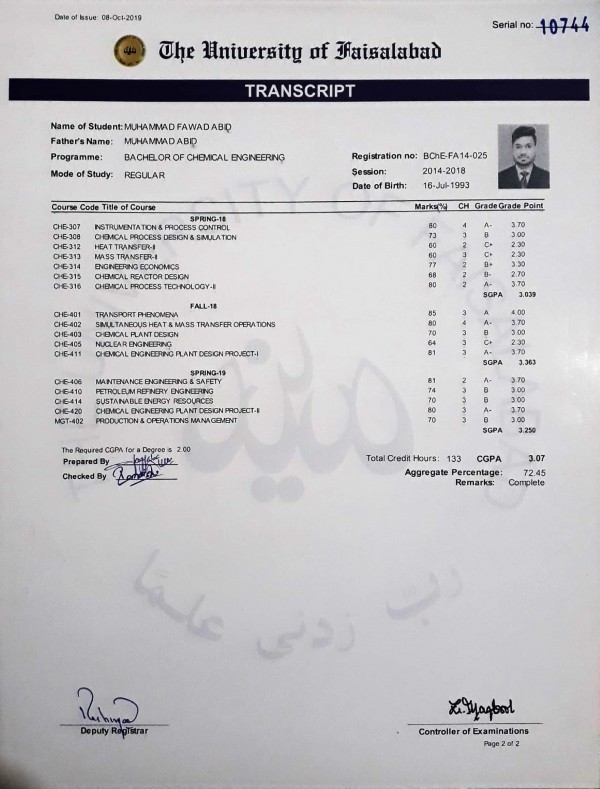 Date of Issue: 08-Oct-2019
Serial no: 10744
The University of Faisalabad
TRANSCRIPT
Name of Student: MUHAMMAD FAWAD ABID
Father's Name: MUHAMMAD ABID
Programme: BACHELOR OF CHEMICAL ENGINEERING
Registration no: BChE-FA14-025
Mode of Study: REGULAR
Session: 2014-2018
Date of Birth: 16-Jul-1993
Course Code Title of Course Marks(%) CH Grade Grade Point
SPRING-18
CHE-307 INSTRUMENTATION & PROCESS CONTROL 80 4 A- 3.70
CHE-308 CHEMICAL PROCESS DESIGN & SIMULATION 73 3 B 3.00
CHE-312 HEAT TRANSFER-II 60 2 C+ 2.30
CHE-313 MASS TRANSFER-II 60 3 C+ 2.30
CHE-314 ENGINEERING ECONOMICS 77 2 B+ 3.30
CHE-315 CHEMICAL REACTOR DESIGN 68 2 B- 2.70
CHE-316 CHEMICAL PROCESS TECHNOLOGY-II 80 2 A- 3.70
SGPA 3.039
FALL-18
CHE-401 TRANSPORT PHENOMENA 85 3 A 4.00
CHE-402 SIMULTANEOUS HEAT & MASS TRANSFER OPERATIONS 80 4 A- 3.70
CHE-403 CHEMICAL PLANT DESIGN 70 3 B 3.00
CHE-405 NUCLEAR ENGINEERING 64 3 C+ 2.30
CHE-411 CHEMICAL ENGINEERING PLANT DESIGN PROJECT-I 81 3 A- 3.70
SGPA 3.363
SPRING-19
CHE-406 MAINTENANCE ENGINEERING & SAFETY 81 2 A- 3.70
CHE-410 PETROLEUM REFINERY ENGINEERING 74 3 B 3.00
CHE-414 SUSTAINABLE ENERGY RESOURCES 70 3 B 3.00
CHE-420 CHEMICAL ENGINEERING PLANT DESIGN PROJECT-II 80 3 A- 3.70
MGT-402 PRODUCTION & OPERATIONS MANAGEMENT 70 3 B 3.00
SGPA 3.250
The Required CGPA for a Degree is 2.00
Prepared By
Checked By
Total Credit Hours: 133 CGPA 3.07
Aggregate Percentage: 72.45
Remarks: Complete
رب زدنی علما
Deputy Registrar
Controller of Examinations
Page 2 of 2